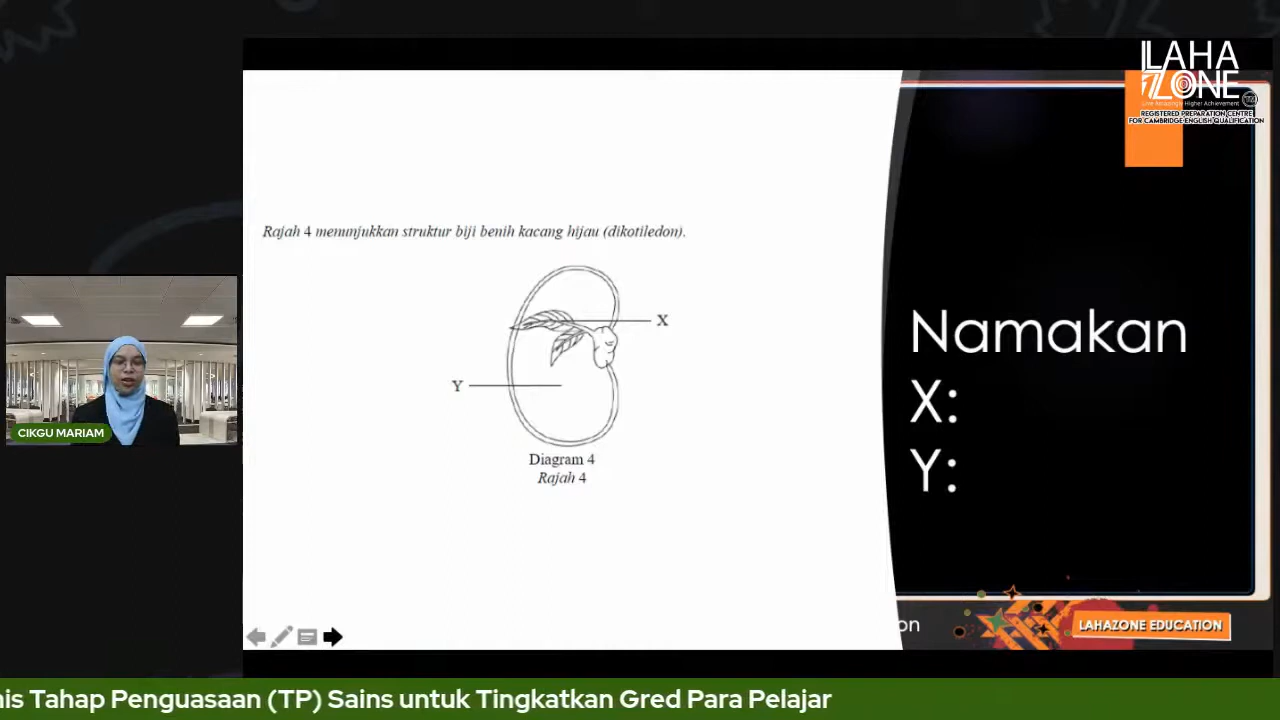 LAHA
ZONE
REGISTERED PREPARATION CENTRE
FOR CAMBRIDGE ENGLISH QUALIFICATION
Rajah 4 menunjukkan struktur biji benih kacang hijau (dikotiledon).
X
Y
Diagram 4
Rajah 4
Namakan
X:
Y:
CIKGU MARIAM
on
LAHAZONE EDUCATION
is Tahap Penguasaan (TP) Sains untuk Tingkatkan Gred Para Pelajar